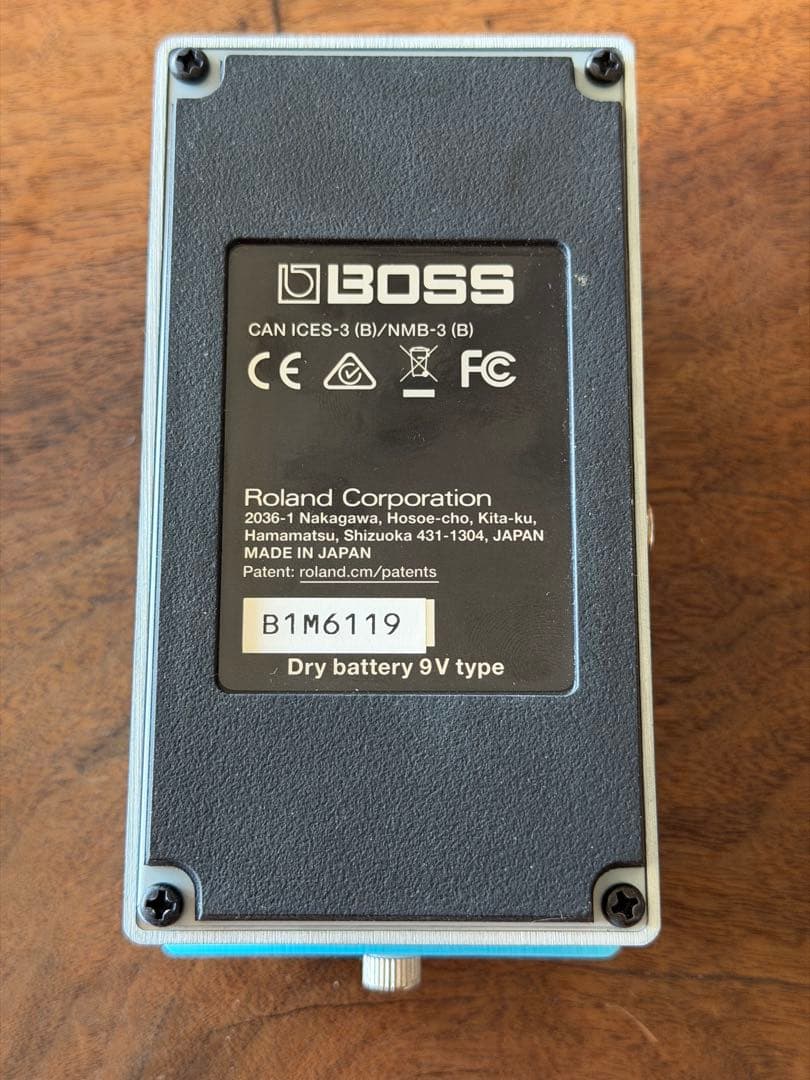 BOSS
CAN ICES-3 (B)/NMB-3 (B)
CE FC
Roland Corporation
2036-1 Nakagawa, Hosoe-cho, Kita-ku,
Hamamatsu, Shizuoka 431-1304, JAPAN
MADE IN JAPAN
Patent: roland.cm/patents
B1M6119
Dry battery 9V type